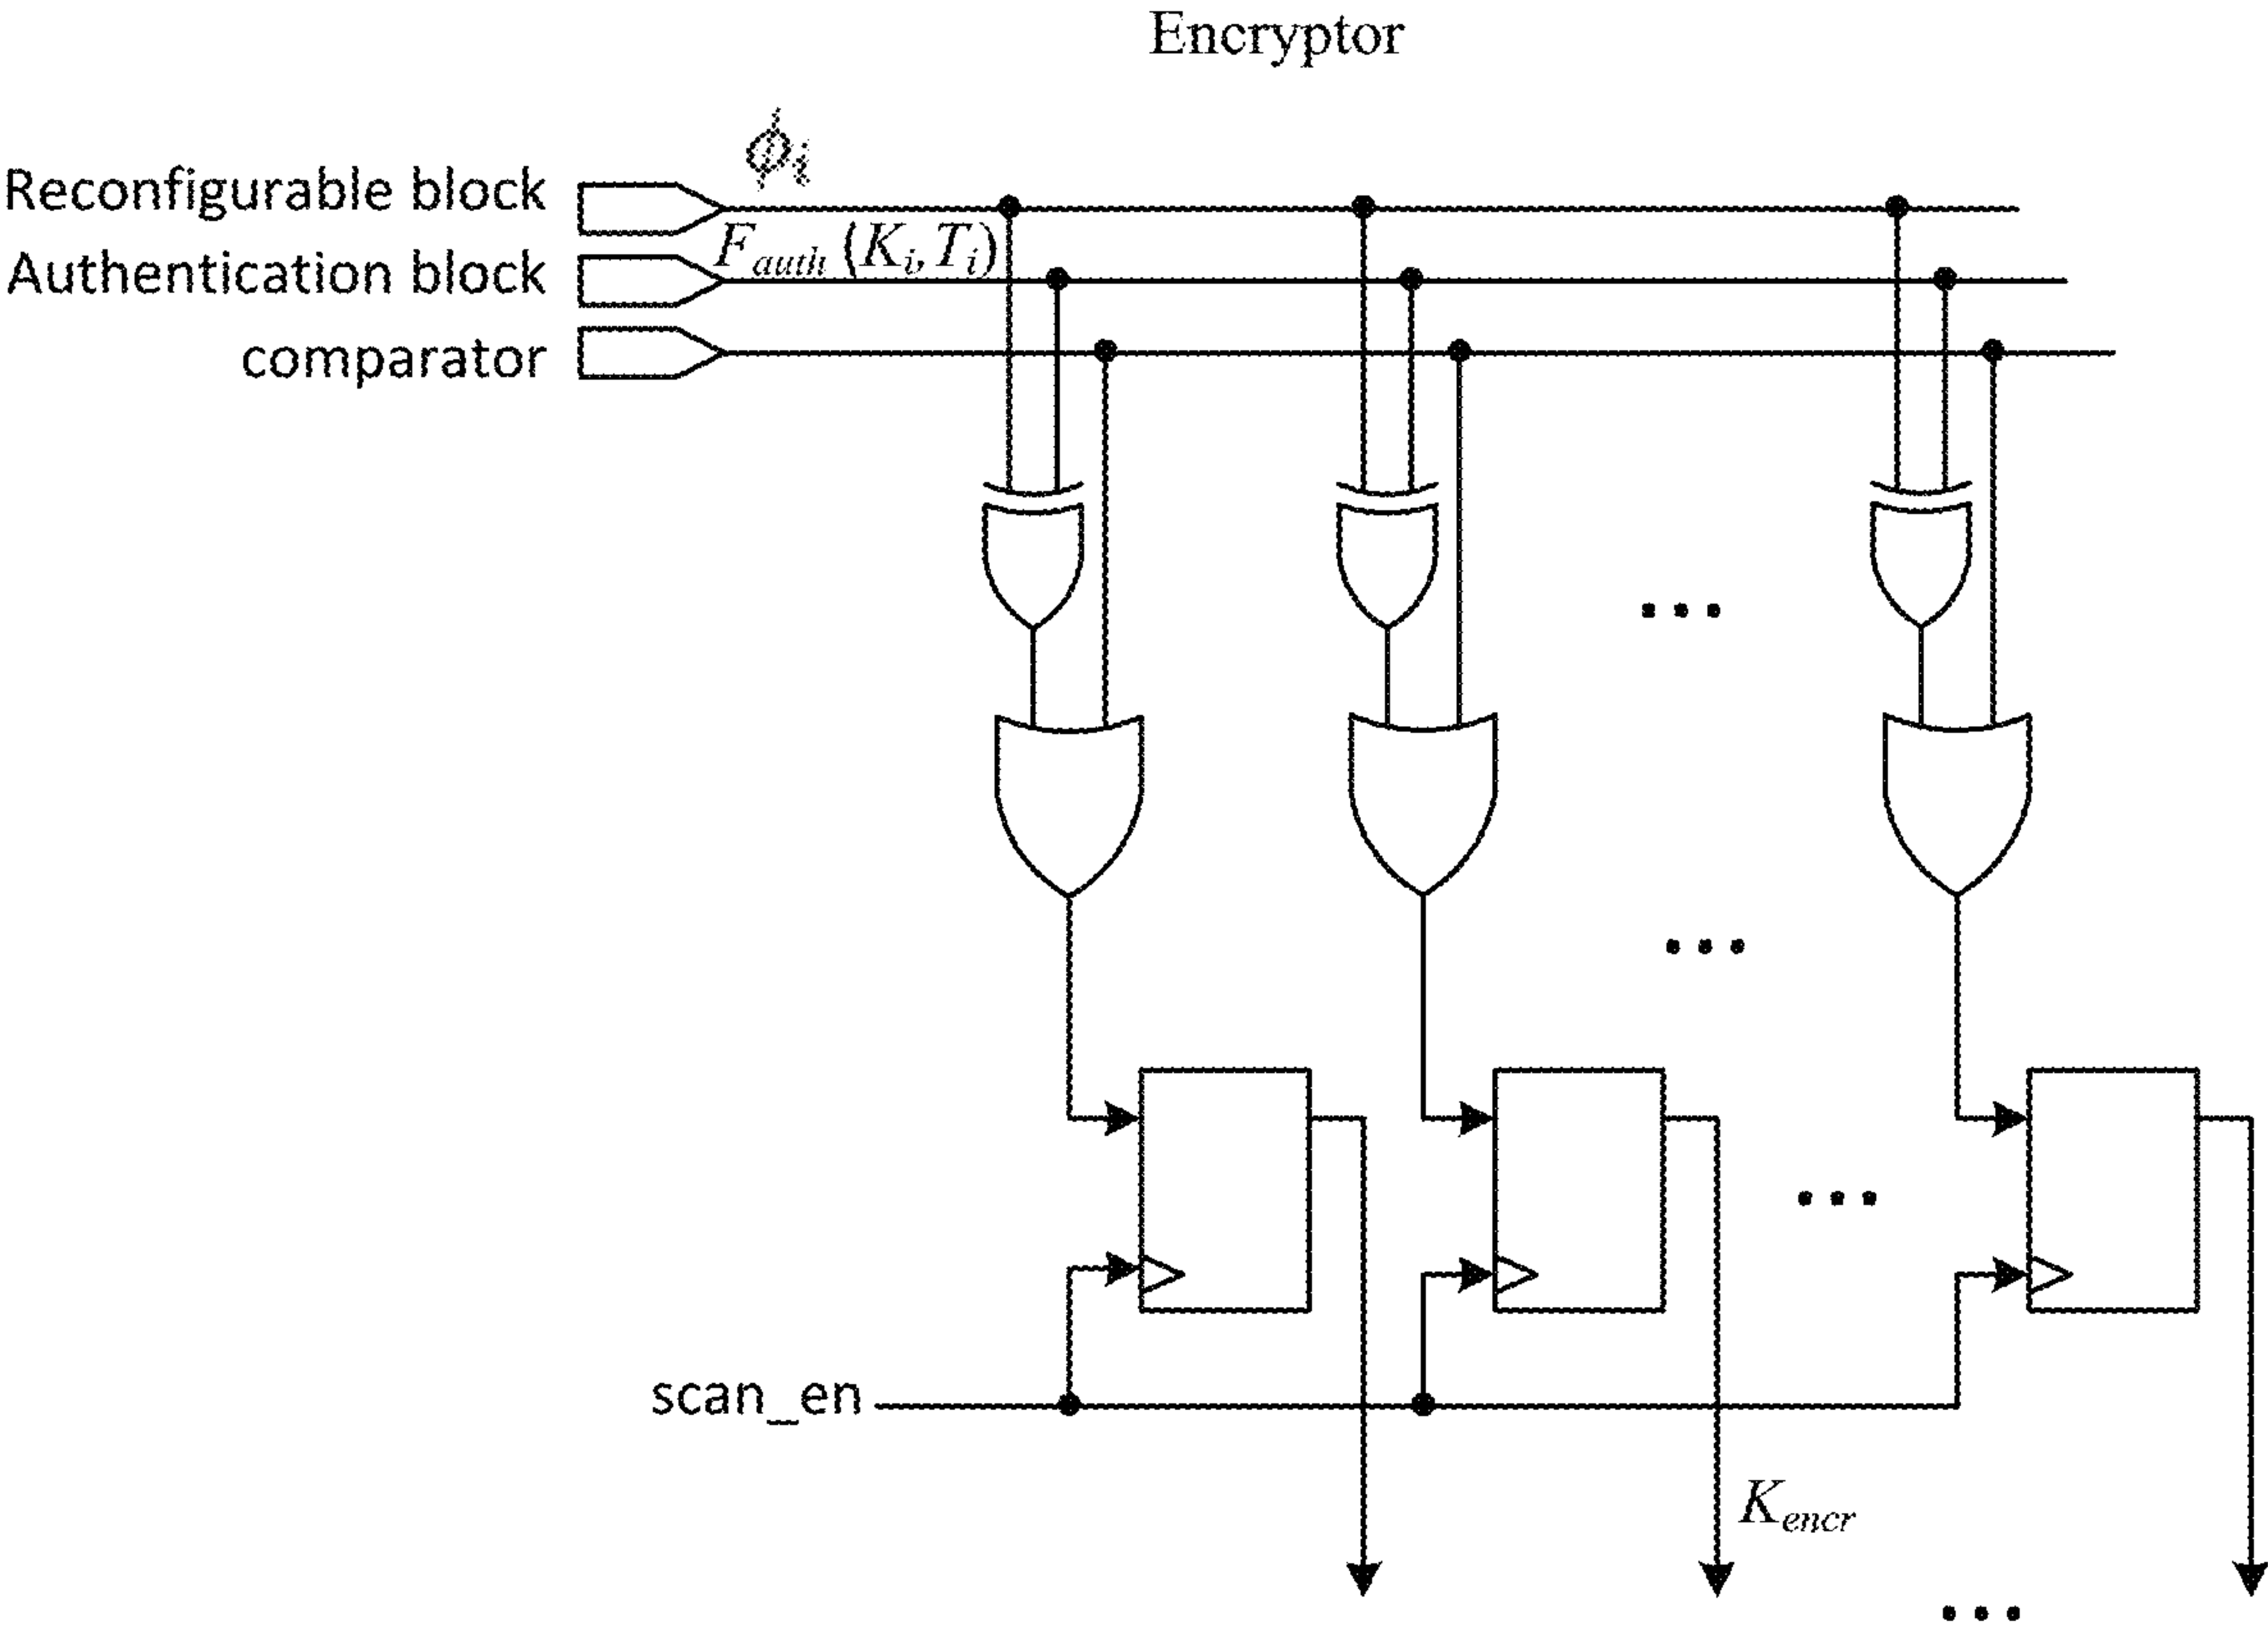 Encryptor
ϕi
Reconfigurable block
Fauth (Ki, Ti)
Authentication block
comparator
...
...
...
scan_en
Kencr
...